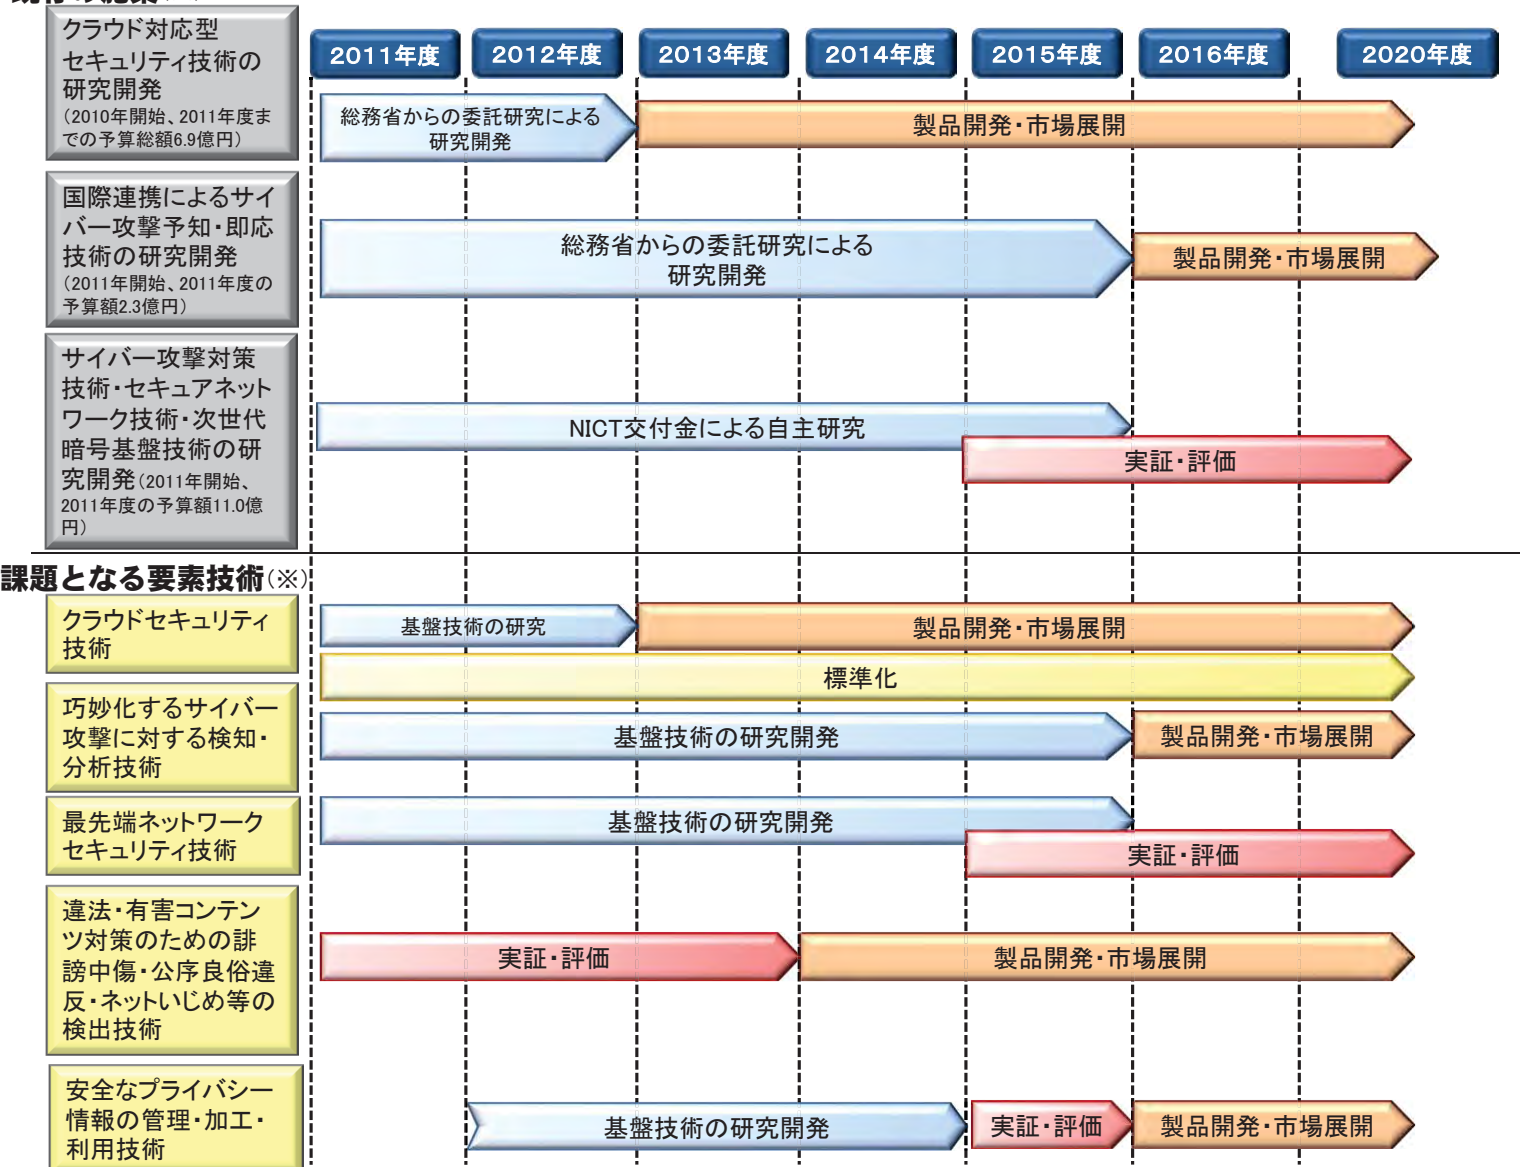 クラウド対応型
セキュリティ技術の
研究開発
(2010年開始、2011年度ま
での予算総額6.9億円)
2011年度
2012年度
2013年度
2014年度
2015年度
2016年度
2020年度
総務省からの委託研究による
研究開発
製品開発・市場展開
国際連携によるサイ
バー攻撃予知・即応
技術の研究開発
(2011年開始、2011年度の
予算額2.3億円)
総務省からの委託研究による
研究開発
製品開発・市場展開
サイバー攻撃対策
技術・セキュアネット
ワーク技術・次世代
暗号基盤技術の研
究開発(2011年開始、
2011年度の予算額11.0億
円)
NICT交付金による自主研究
実証・評価
課題となる要素技術(※)
クラウドセキュリティ
技術
基盤技術の研究
製品開発・市場展開
標準化
巧妙化するサイバー
攻撃に対する検知・
分析技術
基盤技術の研究開発
製品開発・市場展開
最先端ネットワーク
セキュリティ技術
基盤技術の研究開発
実証・評価
違法・有害コンテン
ツ対策のための誹
謗中傷・公序良俗違
反・ネットいじめ等の
検出技術
実証・評価
製品開発・市場展開
安全なプライバシー
情報の管理・加工・
利用技術
基盤技術の研究開発
実証・評価
製品開発・市場展開